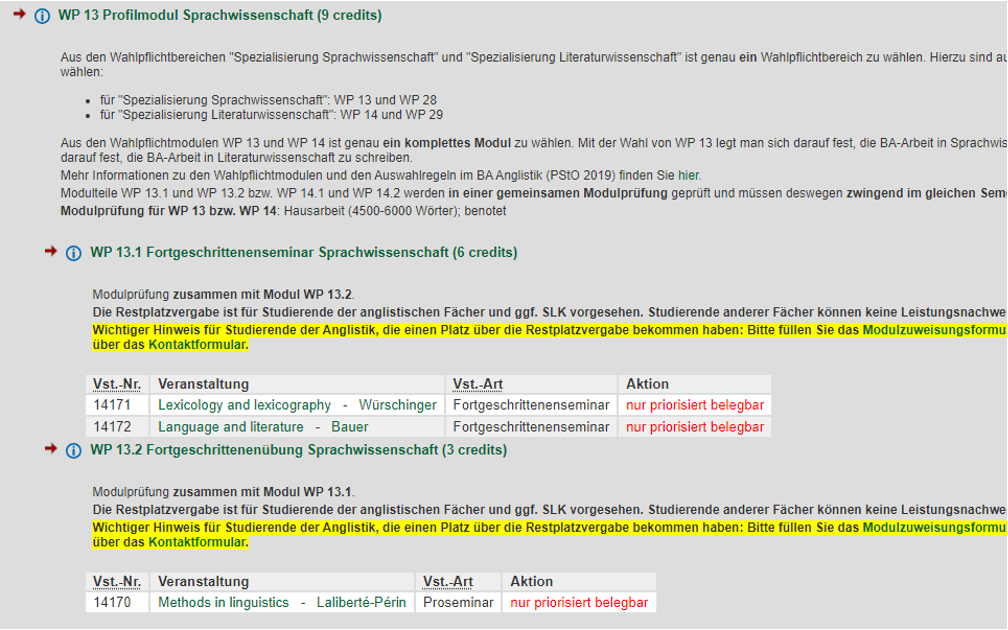 WP 13 Profilmodul Sprachwissenschaft (9 credits)
Aus den Wahlpflichtbereichen "Spezialisierung Sprachwissenschaft" und "Spezialisierung Literaturwissenschaft" ist genau ein Wahlpflichtbereich zu wählen. Hierzu sind
wählen:
• für "Spezialisierung Sprachwissenschaft": WP 13 und WP 28
• für "Spezialisierung Literaturwissenschaft": WP 14 und WP 29
Aus den Wahlpflichtmodulen WP 13 und WP 14 ist genau ein komplettes Modul zu wählen. Mit der Wahl von WP 13 legt man sich darauf fest, die BA-Arbeit in Sprachwis
darauf fest, die BA-Arbeit in Literaturwissenschaft zu schreiben.
Mehr Informationen zu den Wahlpflichtmodulen und den Auswahlregeln im BA Anglistik (PStO 2019) finden Sie hier.
Modulteile WP 13.1 und WP 13.2 bzw. WP 14.1 und WP 14.2 werden in einer gemeinsamen Modulprüfung geprüft und müssen deswegen zwingend im gleichen Sem
Modulprüfung für WP 13 bzw. WP 14: Hausarbeit (4500-6000 Wörter); benotet
WP 13.1 Fortgeschrittenenseminar Sprachwissenschaft (6 credits)
Modulprüfung zusammen mit Modul WP 13.2.
Die Restplatzvergabe ist für Studierende der anglistischen Fächer und ggf. SLK vorgesehen. Studierende anderer Fächer können keine Leistungsnachwe
Wichtiger Hinweis für Studierende der Anglistik, die einen Platz über die Restplatzvergabe bekommen haben: Bitte füllen Sie das Modulzuweisungsformu
über das Kontaktformular.
Vst.-Nr. Veranstaltung Vst.-Art Aktion
14171 Lexicology and lexicography - Würschinger Fortgeschrittenenseminar nur priorisiert belegbar
14172 Language and literature - Bauer Fortgeschrittenenseminar nur priorisiert belegbar
WP 13.2 Fortgeschrittenenübung Sprachwissenschaft (3 credits)
Modulprüfung zusammen mit Modul WP 13.1.
Die Restplatzvergabe ist für Studierende der anglistischen Fächer und ggf. SLK vorgesehen. Studierende anderer Fächer können keine Leistungsnachwe
Wichtiger Hinweis für Studierende der Anglistik, die einen Platz über die Restplatzvergabe bekommen haben: Bitte füllen Sie das Modulzuweisungsformu
über das Kontaktformular.
Vst.-Nr. Veranstaltung Vst.-Art Aktion
14170 Methods in linguistics - Laliberté-Périn Proseminar nur priorisiert belegbar